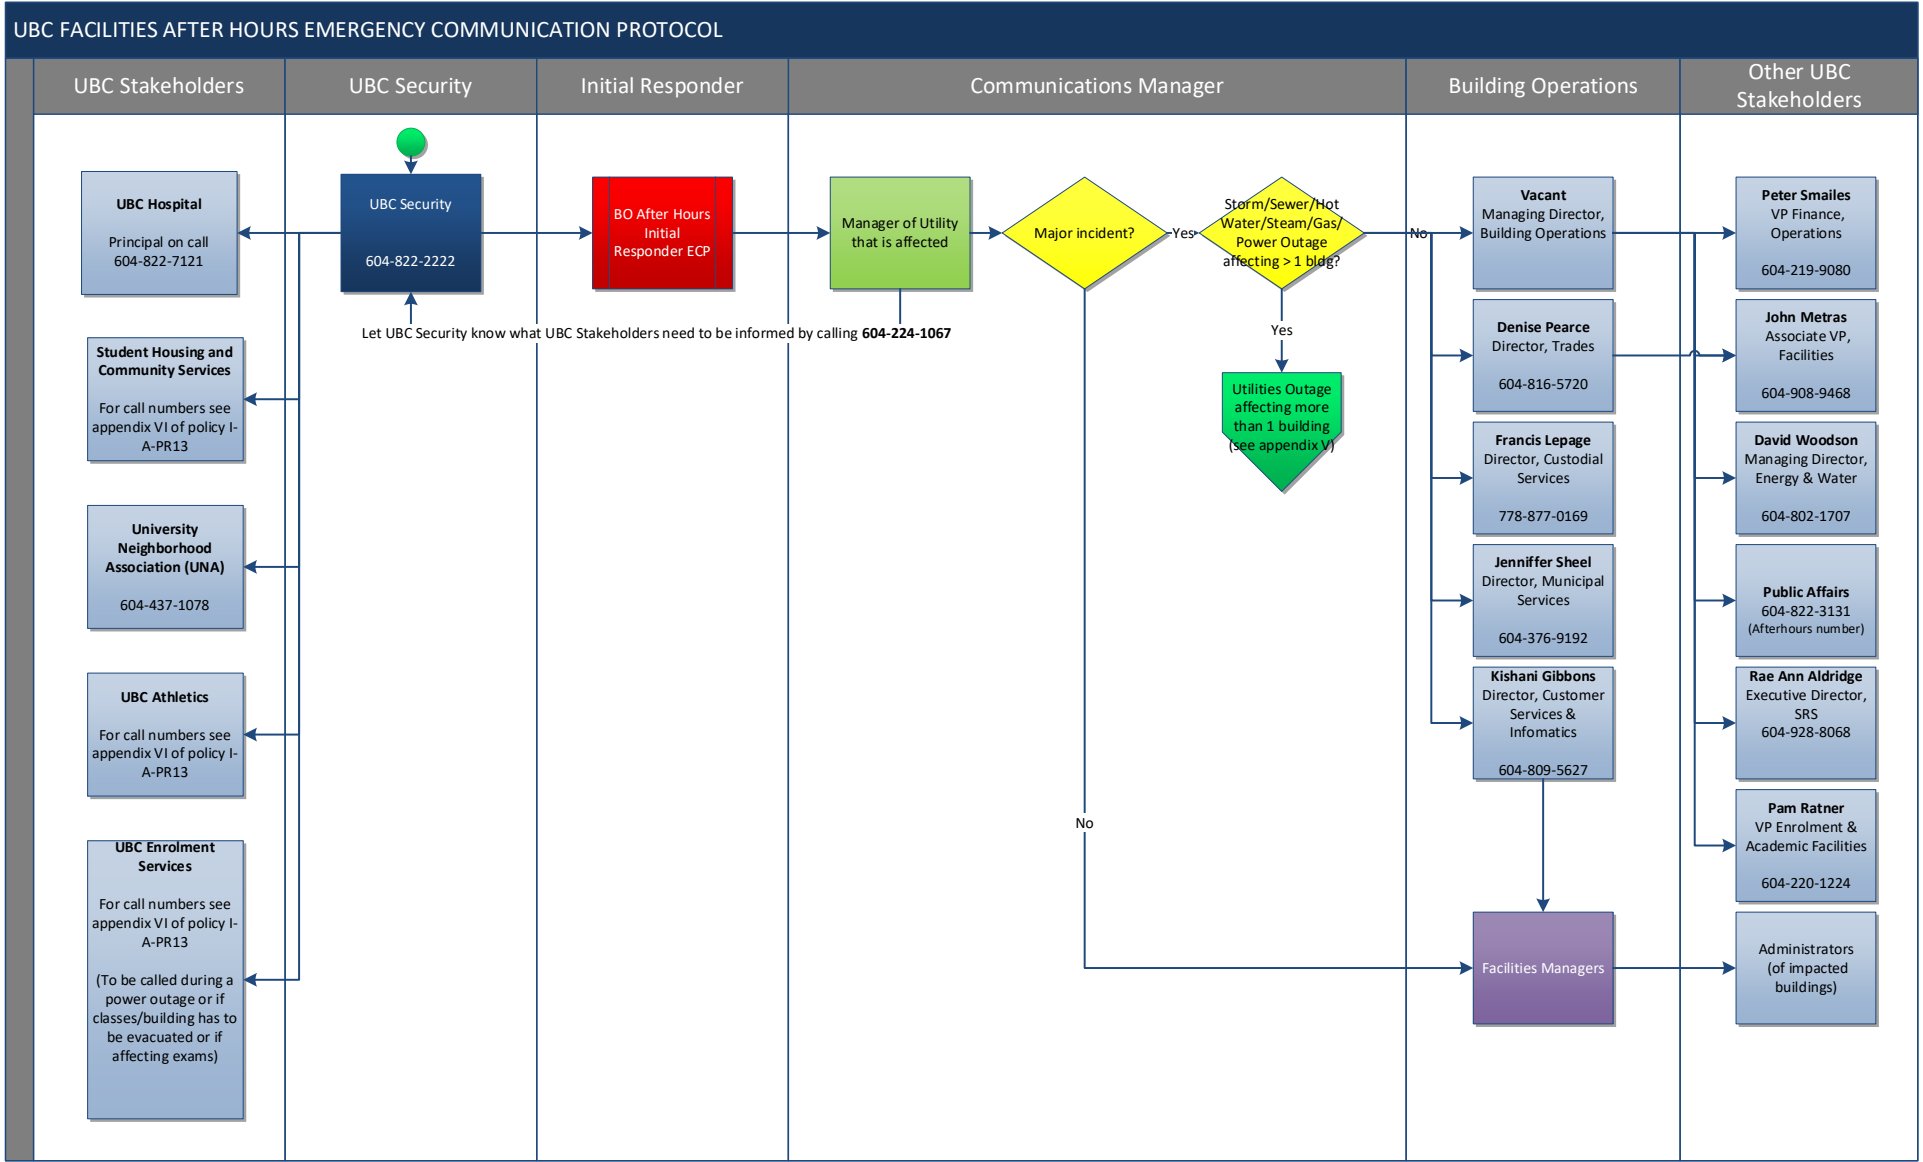 UBC FACILITIES AFTER HOURS EMERGENCY COMMUNICATION PROTOCOL
UBC Stakeholders
UBC Security
Initial Responder
Communications Manager
Building Operations
Other UBC
Stakeholders
UBC Hospital
Principal on call
604-822-7121
Student Housing and
Community Services
For call numbers see
appendix VI of policy I-
A-PR13
University
Neighborhood
Association (UNA)
604-437-1078
UBC Athletics
For call numbers see
appendix VI of policy I-
A-PR13
UBC Enrolment
Services
For call numbers see
appendix VI of policy I-
A-PR13
(To be called during a
power outage or if
classes/building has to
be evacuated or if
affecting exams)
UBC Security
604-822-2222
Let UBC Security know what UBC Stakeholders need to be informed by calling 604-224-1067
BO After Hours
Initial
Responder ECP
Manager of Utility
that is affected
Major incident?
Yes
No
Storm/Sewer/Hot
Water/Steam/Gas/
Power Outage
affecting > 1 bldg?
No
Yes
Utilities Outage
affecting more
than 1 building
(see appendix V)
Vacant
Managing Director,
Building Operations
Denise Pearce
Director, Trades
604-816-5720
Francis Lepage
Director, Custodial
Services
778-877-0169
Jenniffer Sheel
Director, Municipal
Services
604-376-9192
Kishani Gibbons
Director, Customer
Services &
Infomatics
604-809-5627
Facilities Managers
Peter Smailes
VP Finance,
Operations
604-219-9080
John Metras
Associate VP,
Facilities
604-908-9468
David Woodson
Managing Director,
Energy & Water
604-802-1707
Public Affairs
604-822-3131
(Afterhours number)
Rae Ann Aldridge
Executive Director,
SRS
604-928-8068
Pam Ratner
VP Enrolment &
Academic Facilities
604-220-1224
Administrators
(of impacted
buildings)